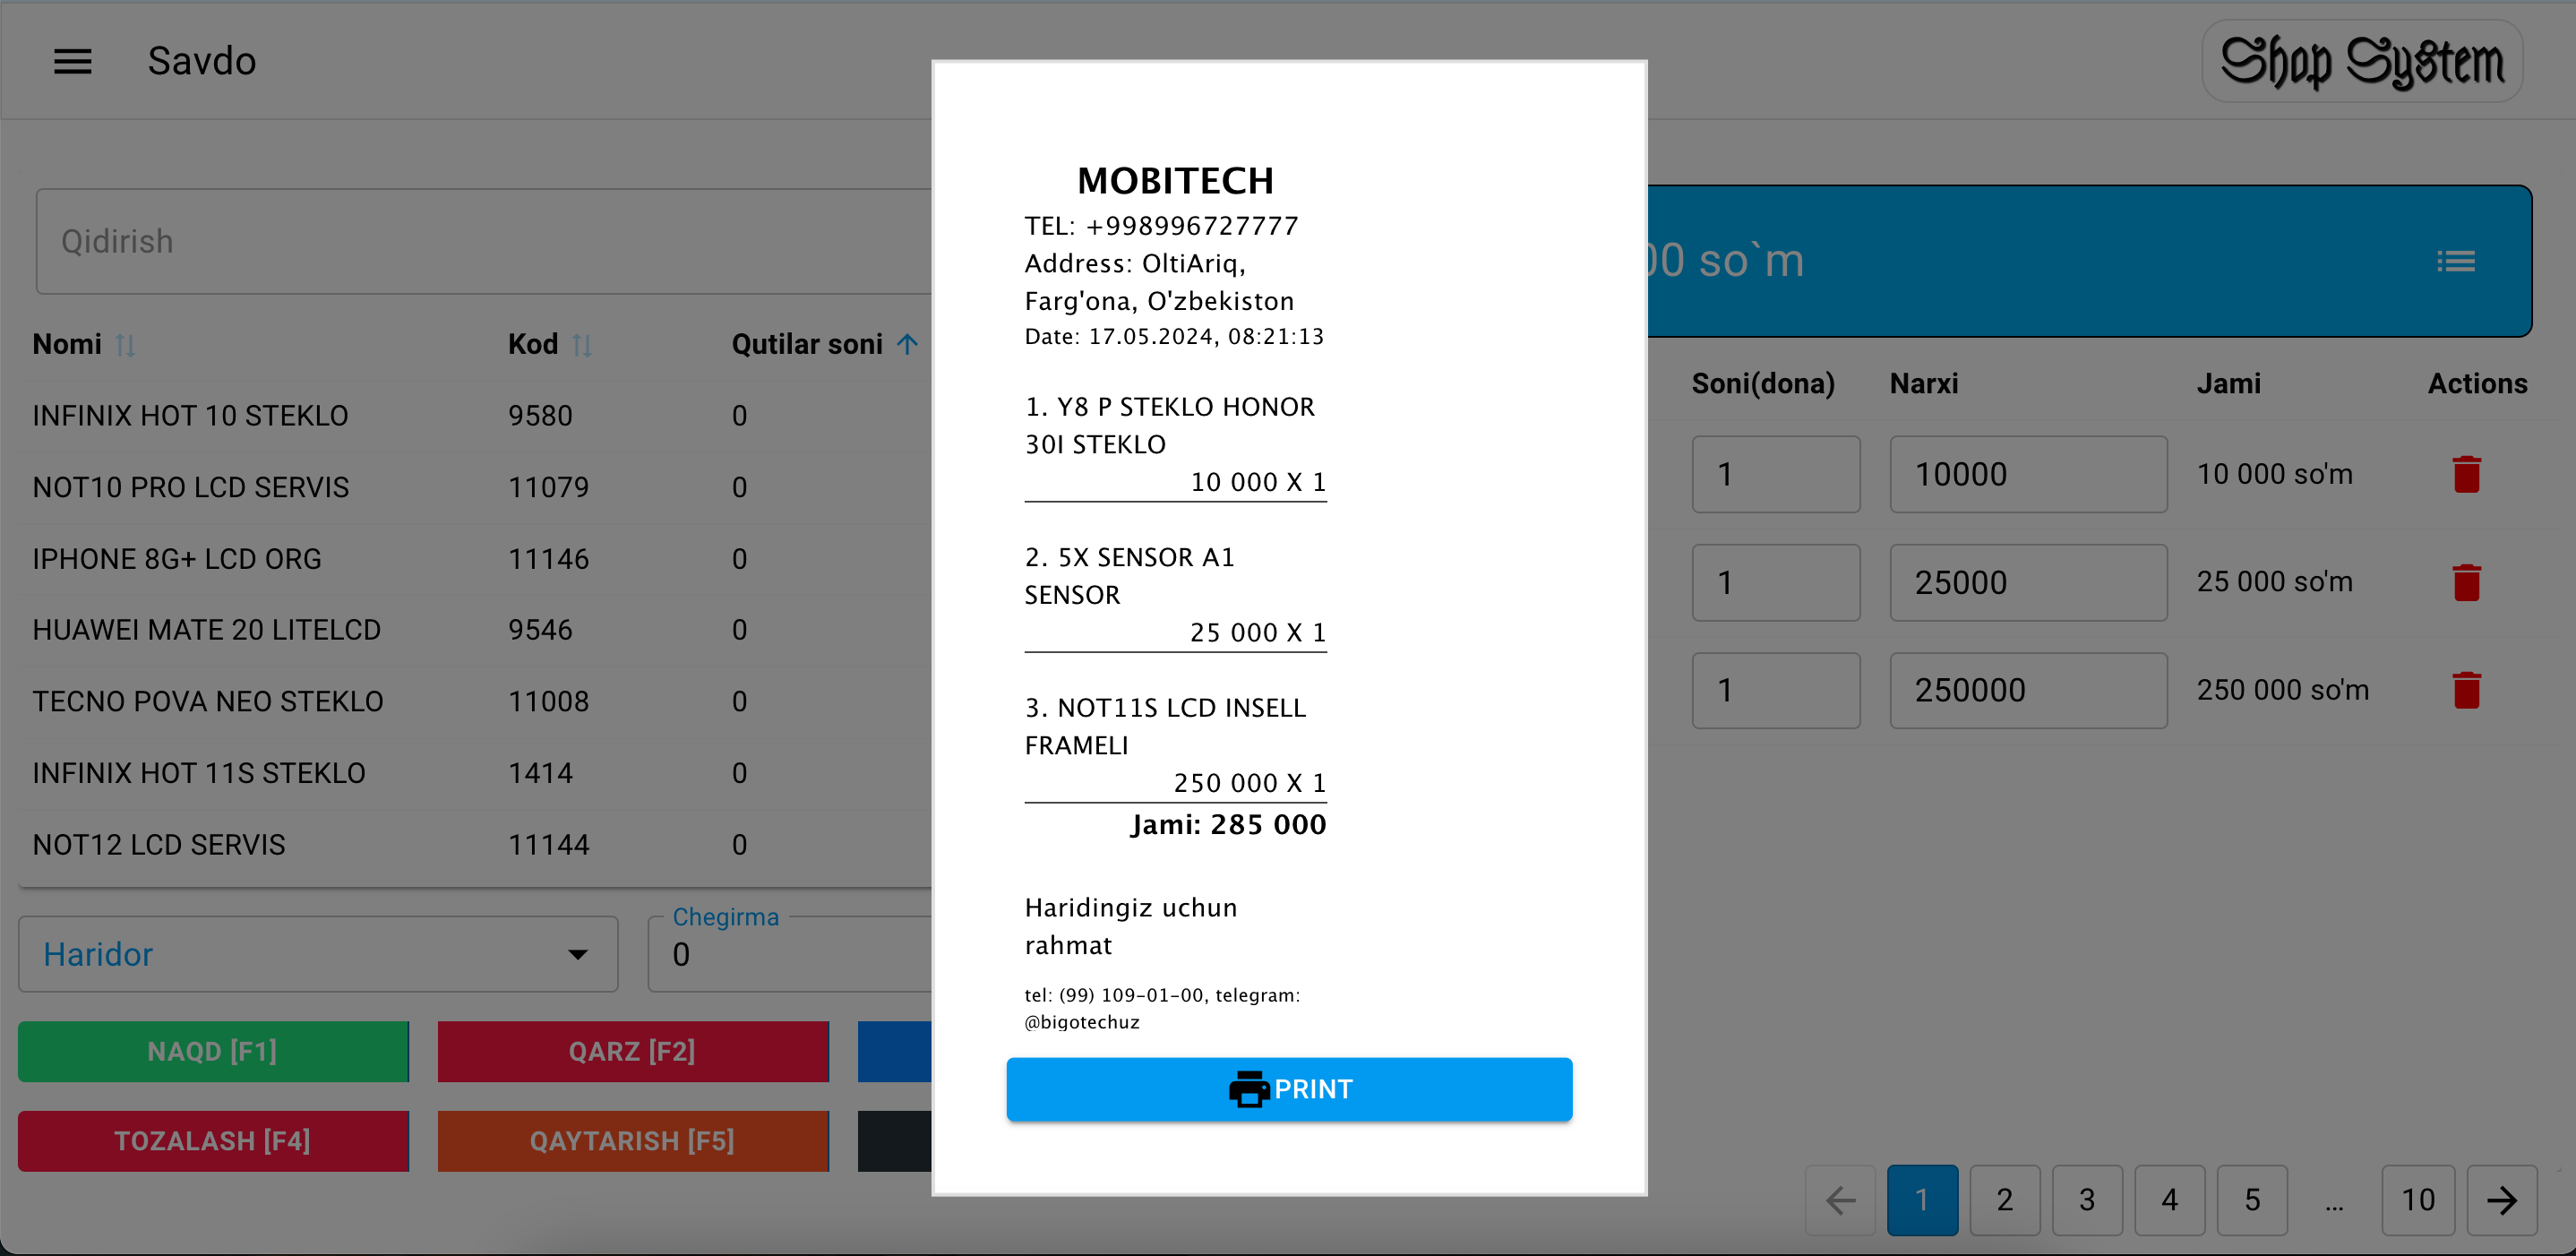 Savdo
Shop System
Qidirish
00 so`m
Nomi Kod Qutilar soni
INFINIX HOT 10 STEKLO 9580 0
NOT10 PRO LCD SERVIS 11079 0
IPHONE 8G+ LCD ORG 11146 0
HUAWEI MATE 20 LITELCD 9546 0
TECNO POVA NEO STEKLO 11008 0
INFINIX HOT 11S STEKLO 1414 0
NOT12 LCD SERVIS 11144 0
Haridor
Chegirma
0
NAQD [F1] QARZ [F2]
TOZALASH [F4] QAYTARISH [F5]
MOBITECH
TEL: +998996727777
Address: OltiAriq,
Farg'ona, O'zbekiston
Date: 17.05.2024, 08:21:13
1. Y8 P STEKLO HONOR
30I STEKLO
10 000 X 1
2. 5X SENSOR A1
SENSOR
25 000 X 1
3. NOT11S LCD INSELL
FRAMELI
250 000 X 1
Jami: 285 000
Haridingiz uchun
rahmat
tel: (99) 109-01-00, telegram:
@bigotechuz
PRINT
Soni(dona) Narxi Jami Actions
1 10000 10 000 so'm
1 25000 25 000 so'm
1 250000 250 000 so'm
1 2 3 4 5 ... 10